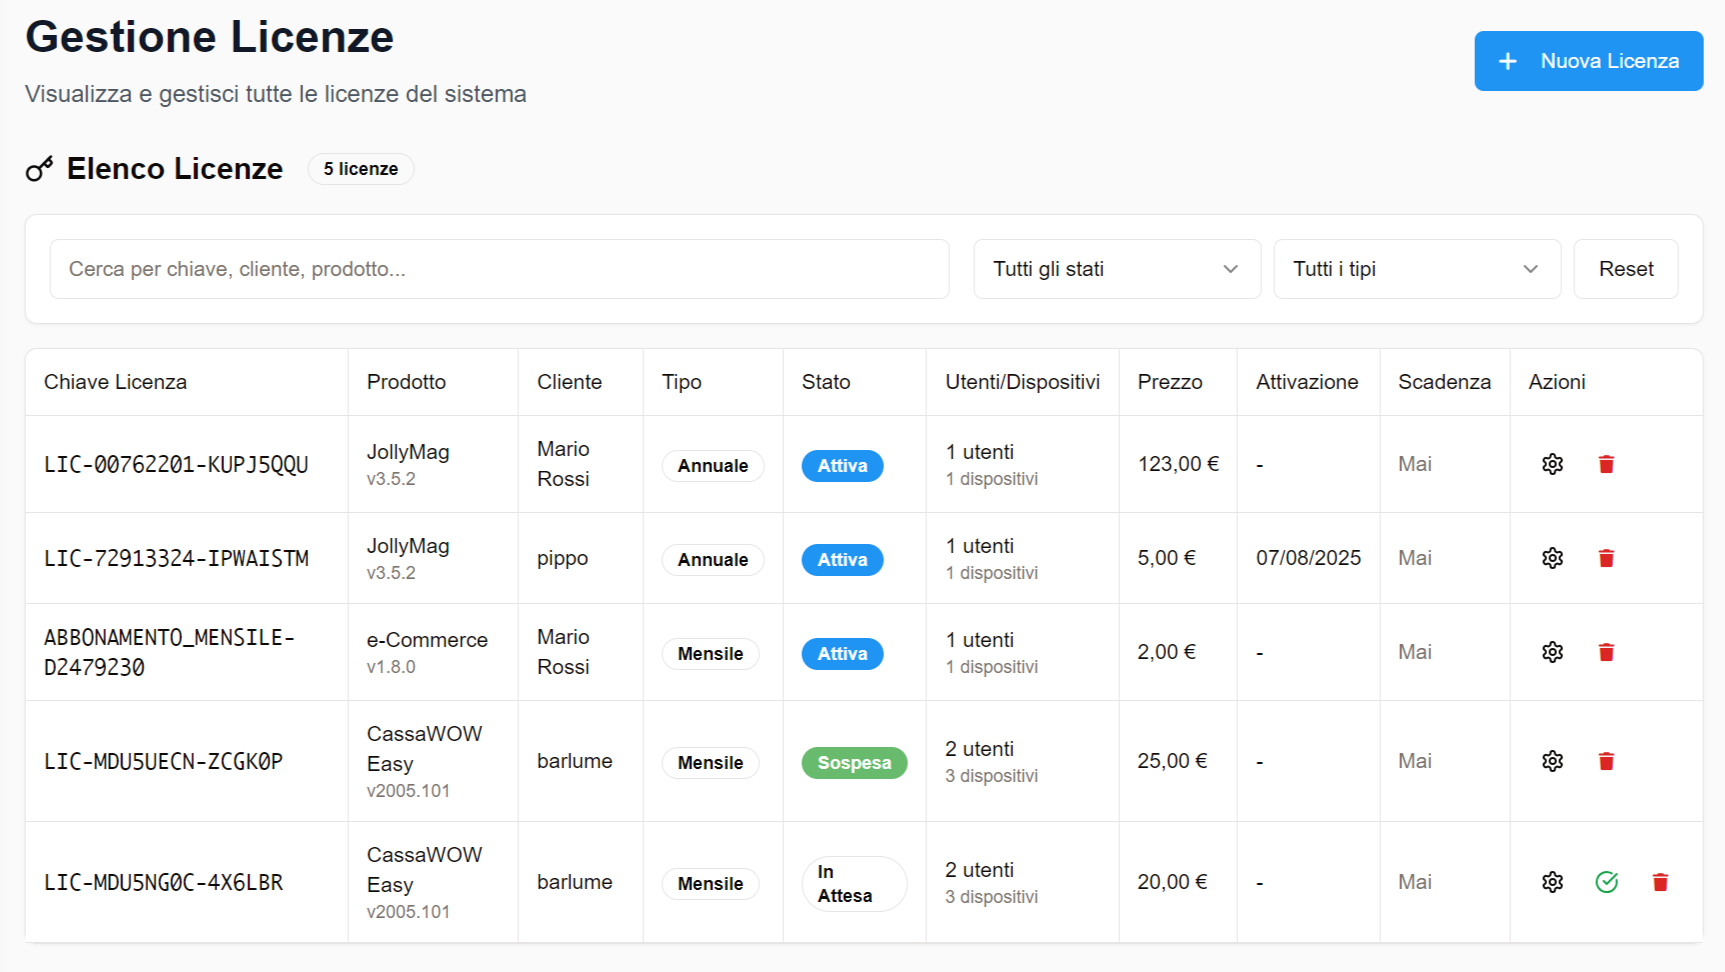 Gestione Licenze
Visualizza e gestisci tutte le licenze del sistema
Nuova Licenza
Elenco Licenze
5 licenze
Cerca per chiave, cliente, prodotto...
Tutti gli stati
Tutti i tipi
Reset
Chiave Licenza Prodotto Cliente Tipo Stato Utenti/Dispositivi Prezzo Attivazione Scadenza Azioni
LIC-00762201-KUPJ5QQU
JollyMag
v3.5.2
Mario
Rossi
Annuale
Attiva
1 utenti
1 dispositivi
123,00 €
-
Mai
LIC-72913324-IPWAISTM
JollyMag
v3.5.2
pippo
Annuale
Attiva
1 utenti
1 dispositivi
5,00 €
07/08/2025
Mai
ABBONAMENTO_MENSILE-
D2479230
e-Commerce
v1.8.0
Mario
Rossi
Mensile
Attiva
1 utenti
1 dispositivi
2,00 €
-
Mai
LIC-MDU5UECN-ZCGK0P
CassaWOW
Easy
v2005.101
barlume
Mensile
Sospesa
2 utenti
3 dispositivi
25,00 €
-
Mai
LIC-MDU5NG0C-4X6LBR
CassaWOW
Easy
v2005.101
barlume
Mensile
In
Attesa
2 utenti
3 dispositivi
20,00 €
-
Mai